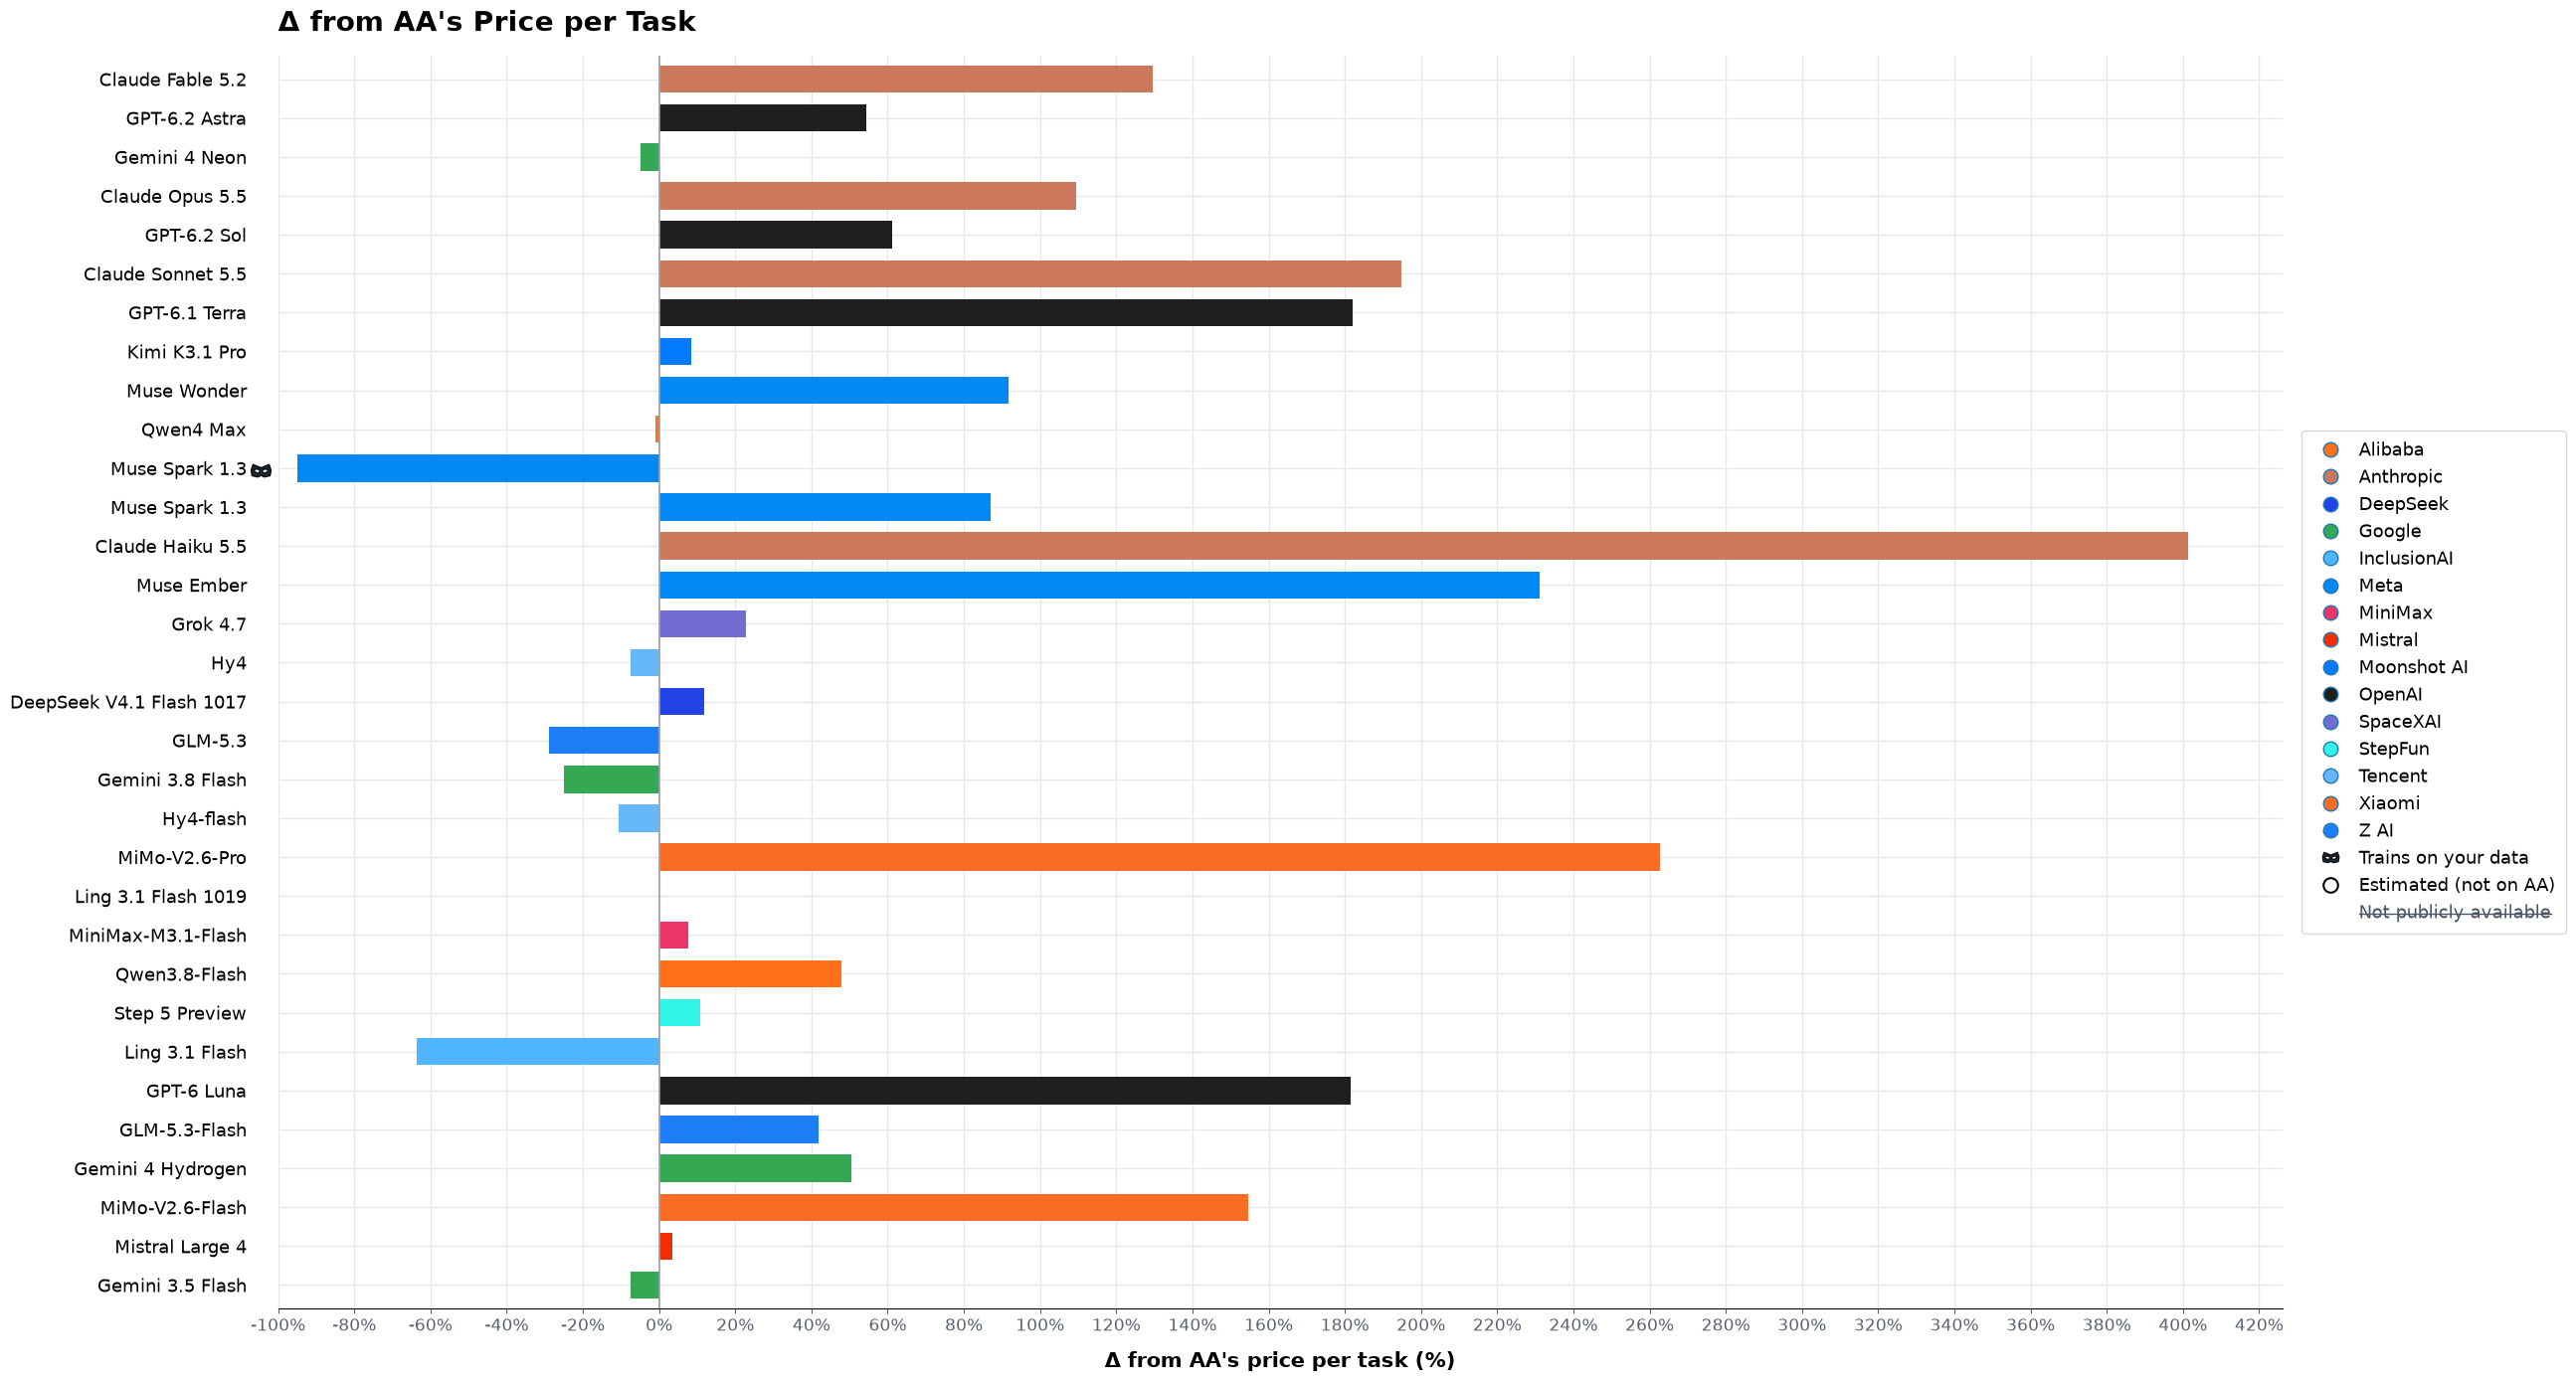 Δ from AA's Price per Task
Claude Fable 5.2
GPT-6.2 Astra
Gemini 4 Neon
Claude Opus 5.5
GPT-6.2 Sol
Claude Sonnet 5.5
GPT-6.1 Terra
Kimi K3.1 Pro
Muse Wonder
Qwen4 Max
Muse Spark 1.3
Muse Spark 1.3
Claude Haiku 5.5
Muse Ember
Grok 4.7
Hy4
DeepSeek V4.1 Flash 1017
GLM-5.3
Gemini 3.8 Flash
Hy4-flash
MiMo-V2.6-Pro
Ling 3.1 Flash 1019
MiniMax-M3.1-Flash
Qwen3.8-Flash
Step 5 Preview
Ling 3.1 Flash
GPT-6 Luna
GLM-5.3-Flash
Gemini 4 Hydrogen
MiMo-V2.6-Flash
Mistral Large 4
Gemini 3.5 Flash
-100% -80% -60% -40% -20% 0% 20% 40% 60% 80% 100% 120% 140% 160% 180% 200% 220% 240% 260% 280% 300% 320% 340% 360% 380% 400% 420%
Δ from AA's price per task (%)
Alibaba
Anthropic
DeepSeek
Google
InclusionAI
Meta
MiniMax
Mistral
Moonshot AI
OpenAI
SpaceXAI
StepFun
Tencent
Xiaomi
Z AI
Trains on your data
Estimated (not on AA)
Not publicly available